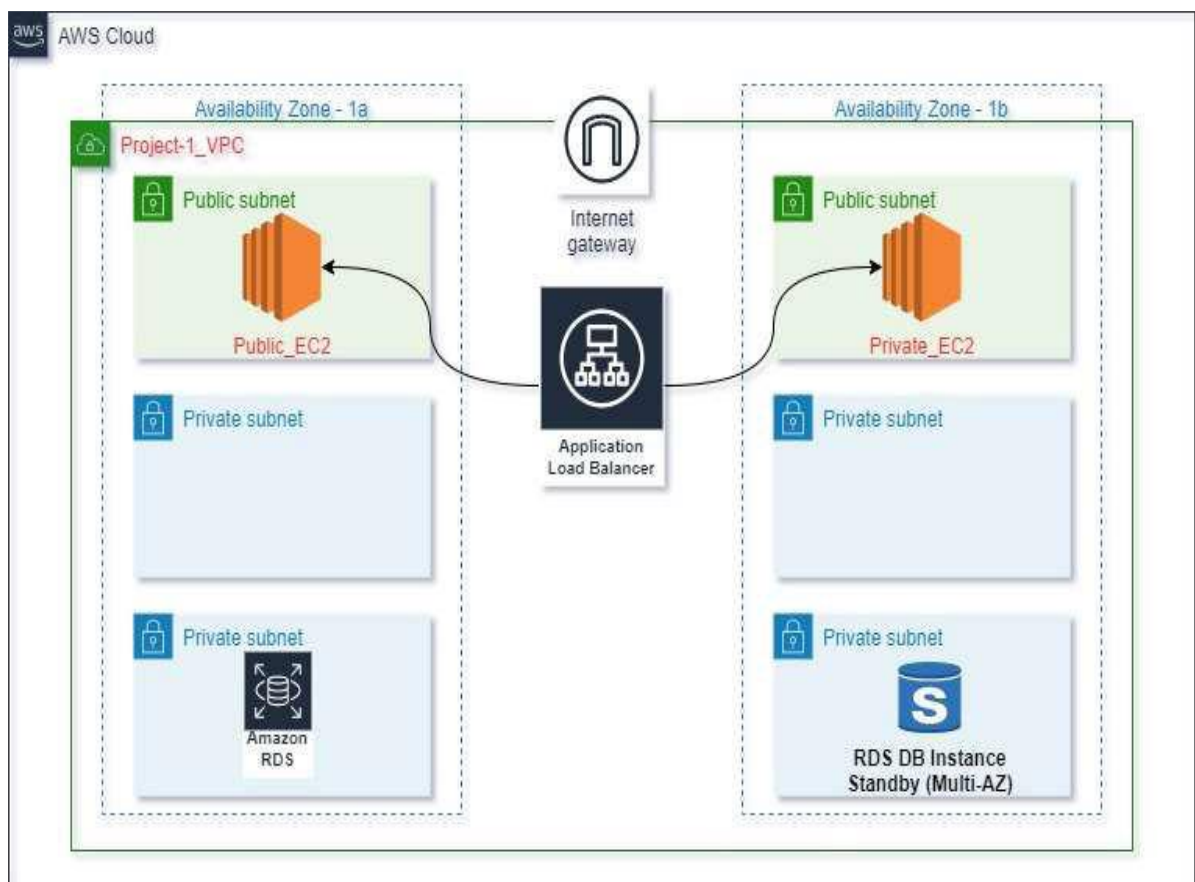 aws
AWS Cloud
Availability Zone - 1a
Availability Zone - 1b
Project-1_VPC
Public subnet
Public subnet
Internet
gateway
Public_EC2
Private_EC2
Private subnet
Private subnet
Application
Load Balancer
Private subnet
Private subnet
Amazon
RDS
S
RDS DB Instance
Standby (Multi-AZ)